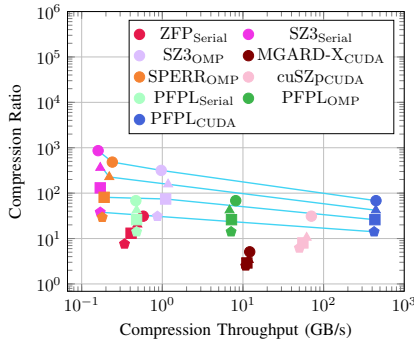 10^6
10^5
10^4
10^3
10^2
10^1
10^0
Compression Ratio
ZFP_Serial SZ3_Serial
SZ3_OMP MGARD-X_CUDA
SPERR_OMP cuSZp_CUDA
PFPL_Serial PFPL_OMP
PFPL_CUDA
10^−1 10^0 10^1 10^2 10^3
Compression Throughput (GB/s)